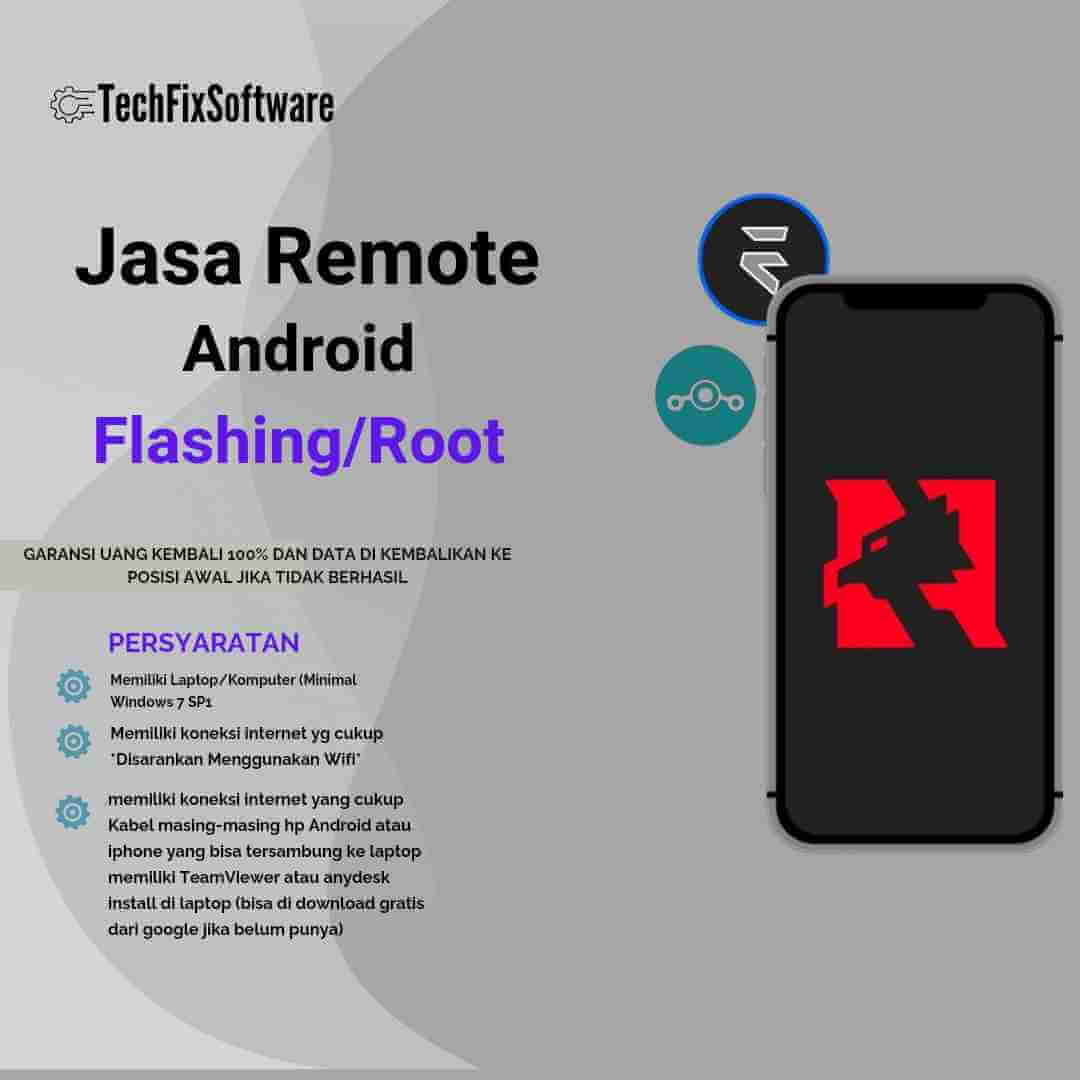 TechFixSoftware
Jasa Remote
Android
Flashing/Root
GARANSI UANG KEMBALI 100% DAN DATA DI KEMBALIKAN KE
POSISI AWAL JIKA TIDAK BERHASIL
PERSYARATAN
Memiliki Laptop/Komputer (Minimal
Windows 7 SP1
Memiliki koneksi internet yg cukup
*Disarankan Menggunakan Wifi*
memiliki koneksi internet yang cukup
Kabel masing-masing hp Android atau
iphone yang bisa tersambung ke laptop
memiliki TeamVIewer atau anydesk
install di laptop (bisa di download gratis
dari google jika belum punya)